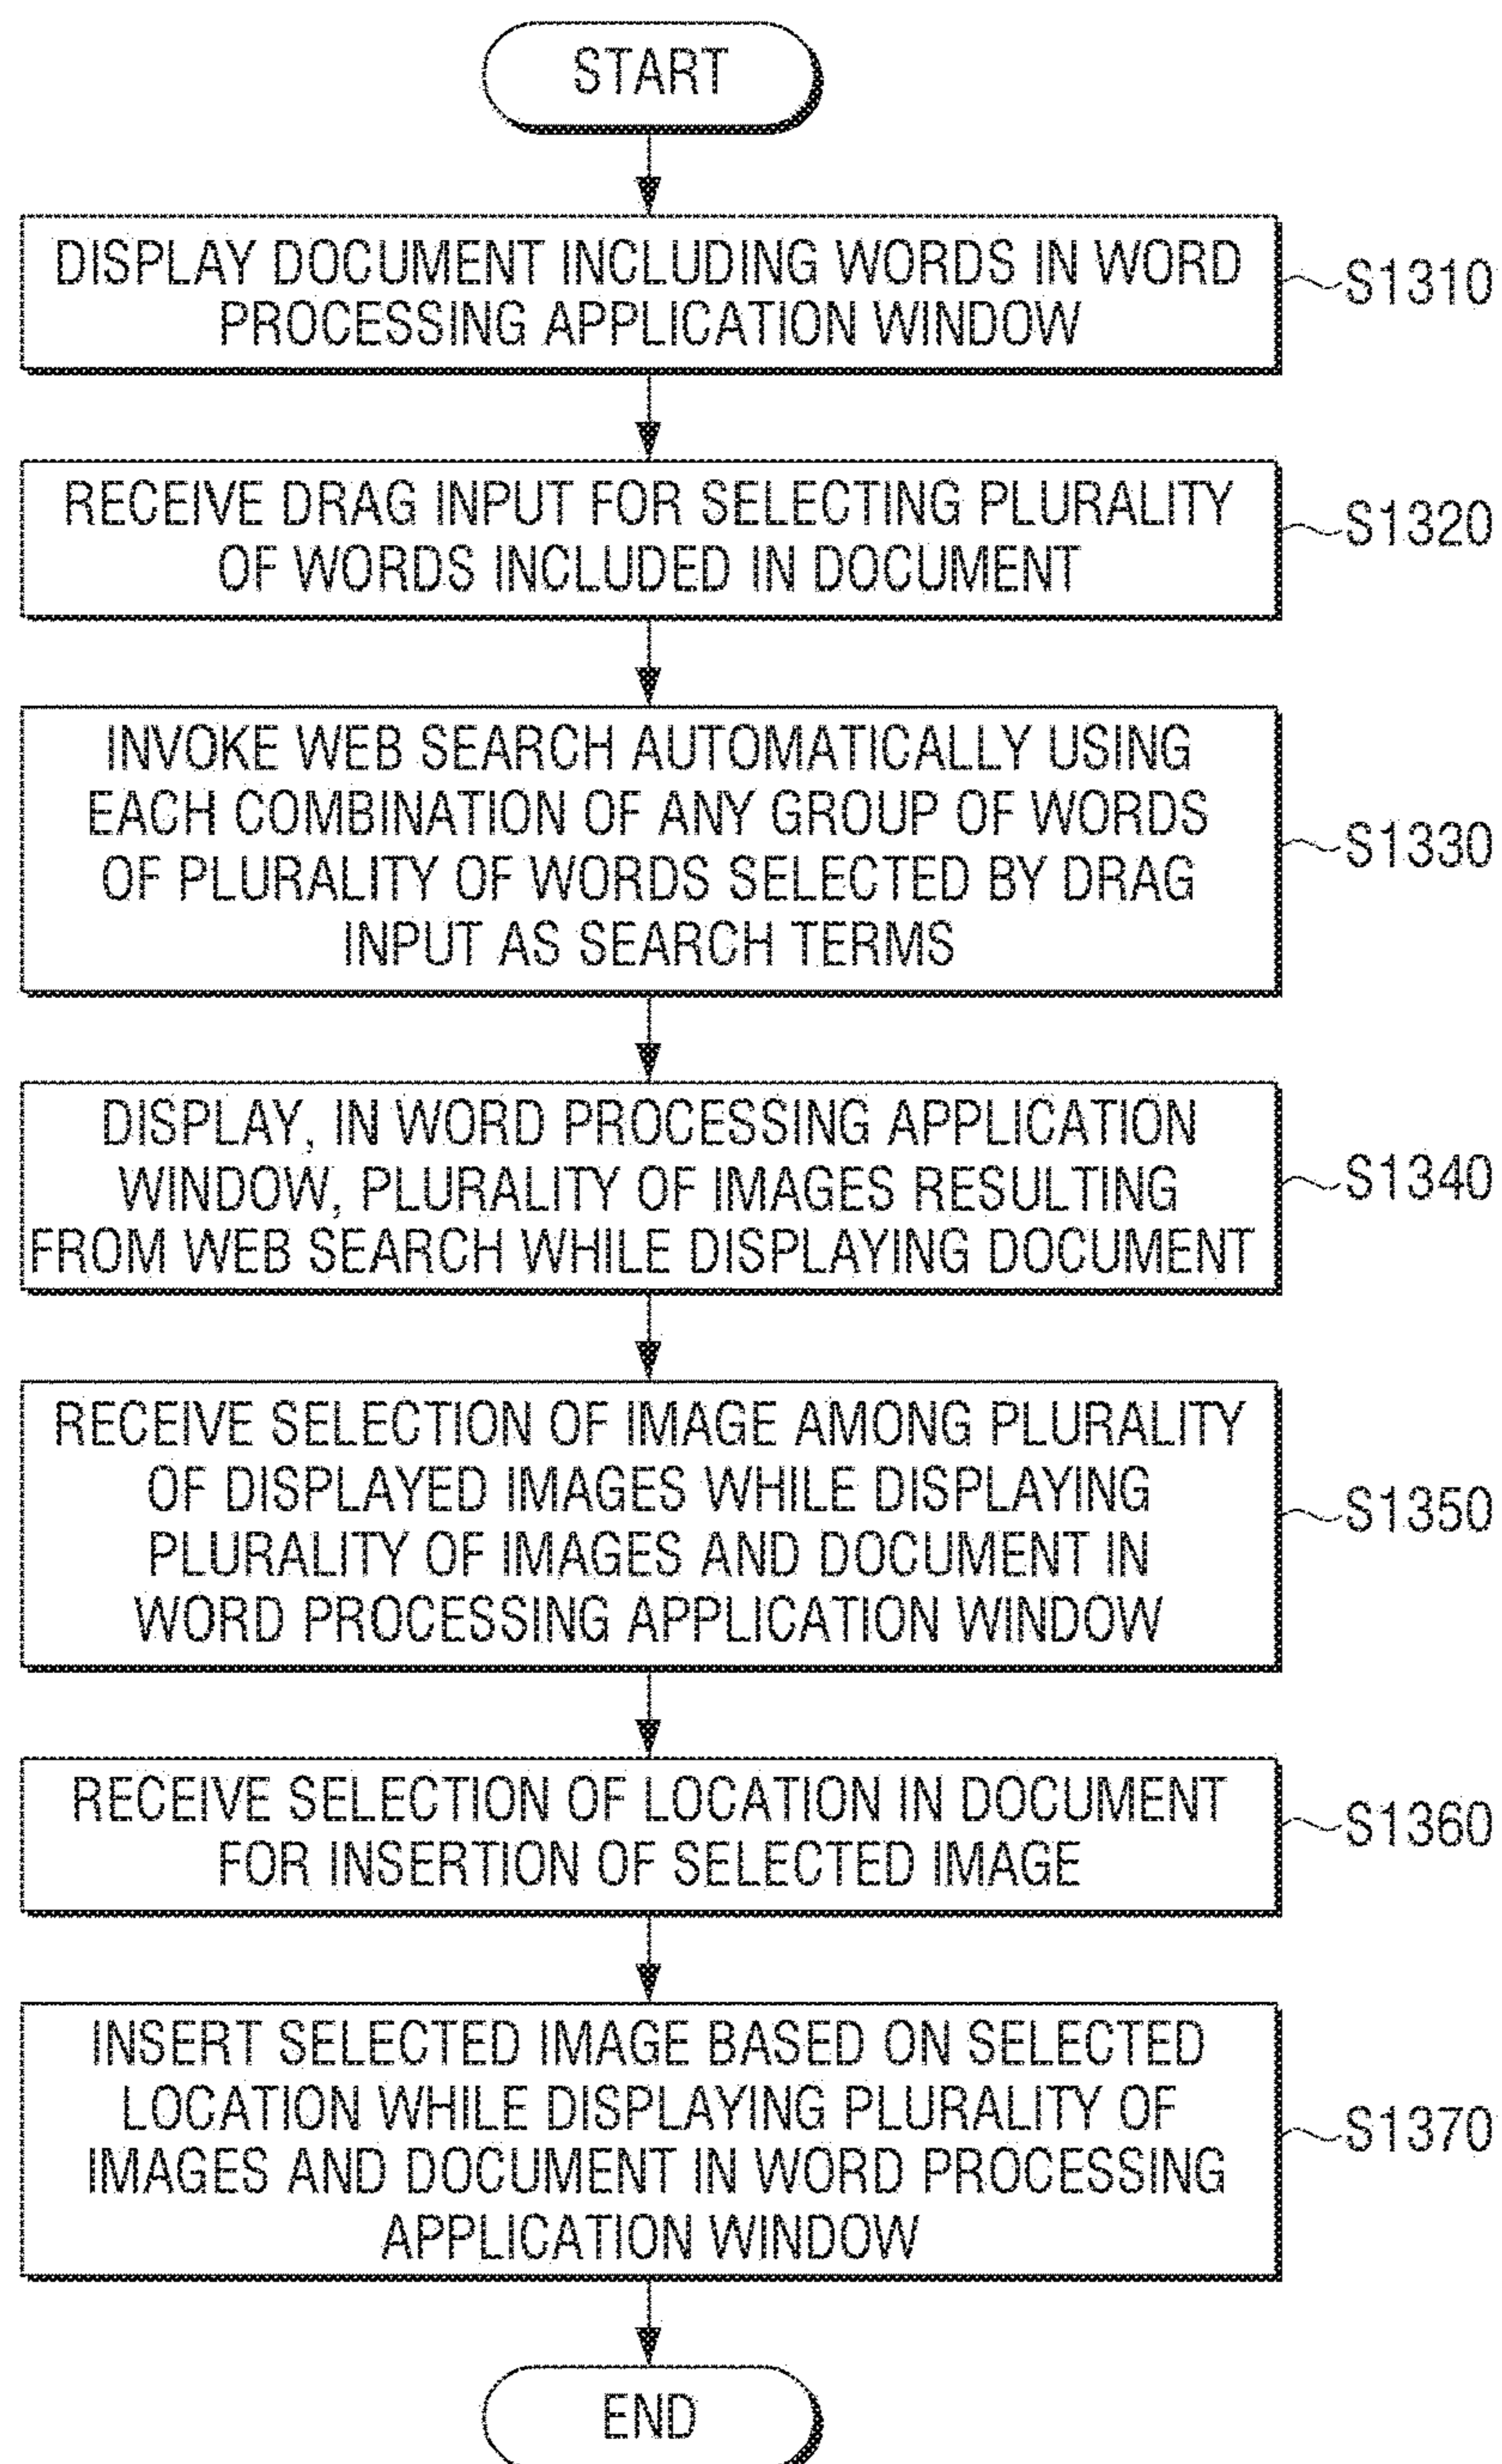 START
DISPLAY DOCUMENT INCLUDING WORDS IN WORD
PROCESSING APPLICATION WINDOW
S1310
RECEIVE DRAG INPUT FOR SELECTING PLURALITY
OF WORDS INCLUDED IN DOCUMENT
S1320
INVOKE WEB SEARCH AUTOMATICALLY USING
EACH COMBINATION OF ANY GROUP OF WORDS
OF PLURALITY OF WORDS SELECTED BY DRAG
INPUT AS SEARCH TERMS
S1330
DISPLAY, IN WORD PROCESSING APPLICATION
WINDOW, PLURALITY OF IMAGES RESULTING
FROM WEB SEARCH WHILE DISPLAYING DOCUMENT
S1340
RECEIVE SELECTION OF IMAGE AMONG PLURALITY
OF DISPLAYED IMAGES WHILE DISPLAYING
PLURALITY OF IMAGES AND DOCUMENT IN
WORD PROCESSING APPLICATION WINDOW
S1350
RECEIVE SELECTION OF LOCATION IN DOCUMENT
FOR INSERTION OF SELECTED IMAGE
S1360
INSERT SELECTED IMAGE BASED ON SELECTED
LOCATION WHILE DISPLAYING PLURALITY OF
IMAGES AND DOCUMENT IN WORD PROCESSING
APPLICATION WINDOW
S1370
END